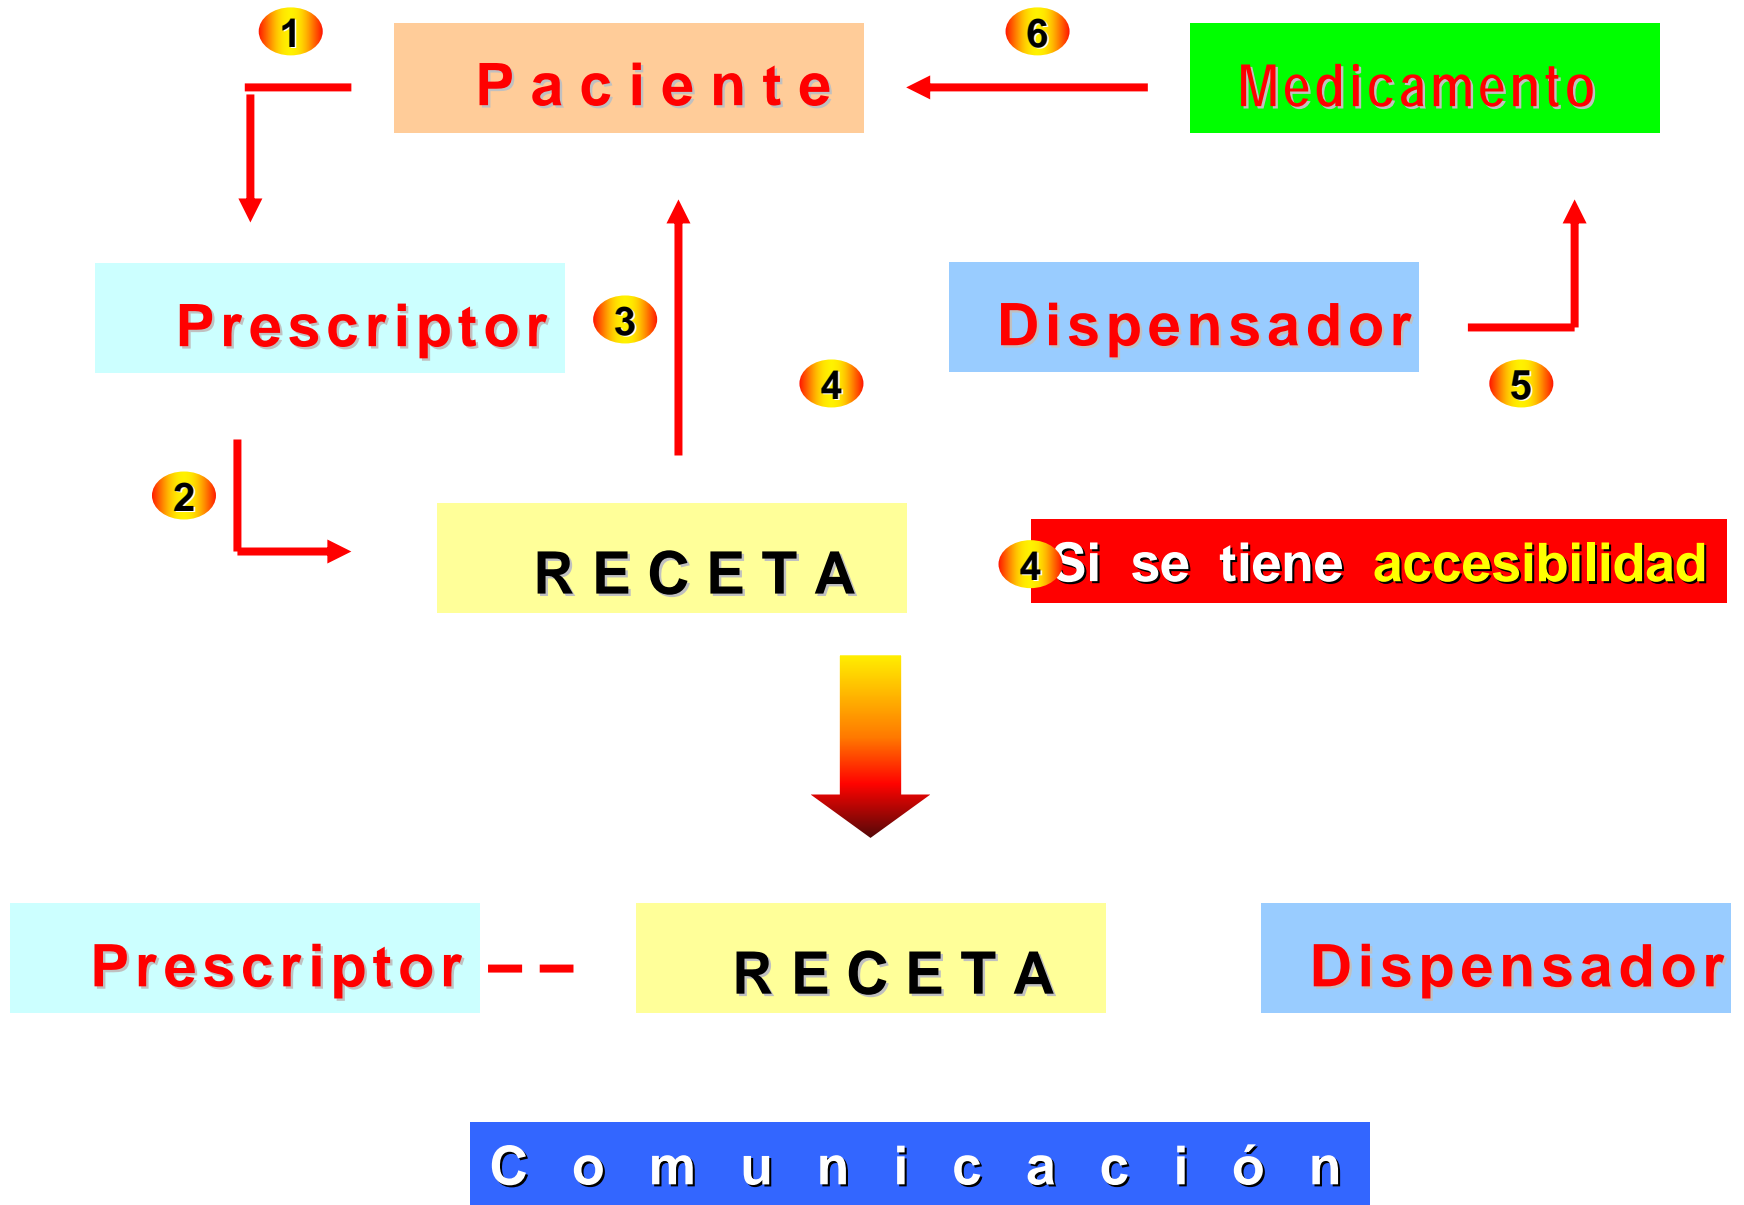 1
6
Paciente
Medicamento
Prescriptor
3
Dispensador
4
5
2
RECETA
4 Si se tiene accesibilidad
Prescriptor
RECETA
Dispensador
Comunicación